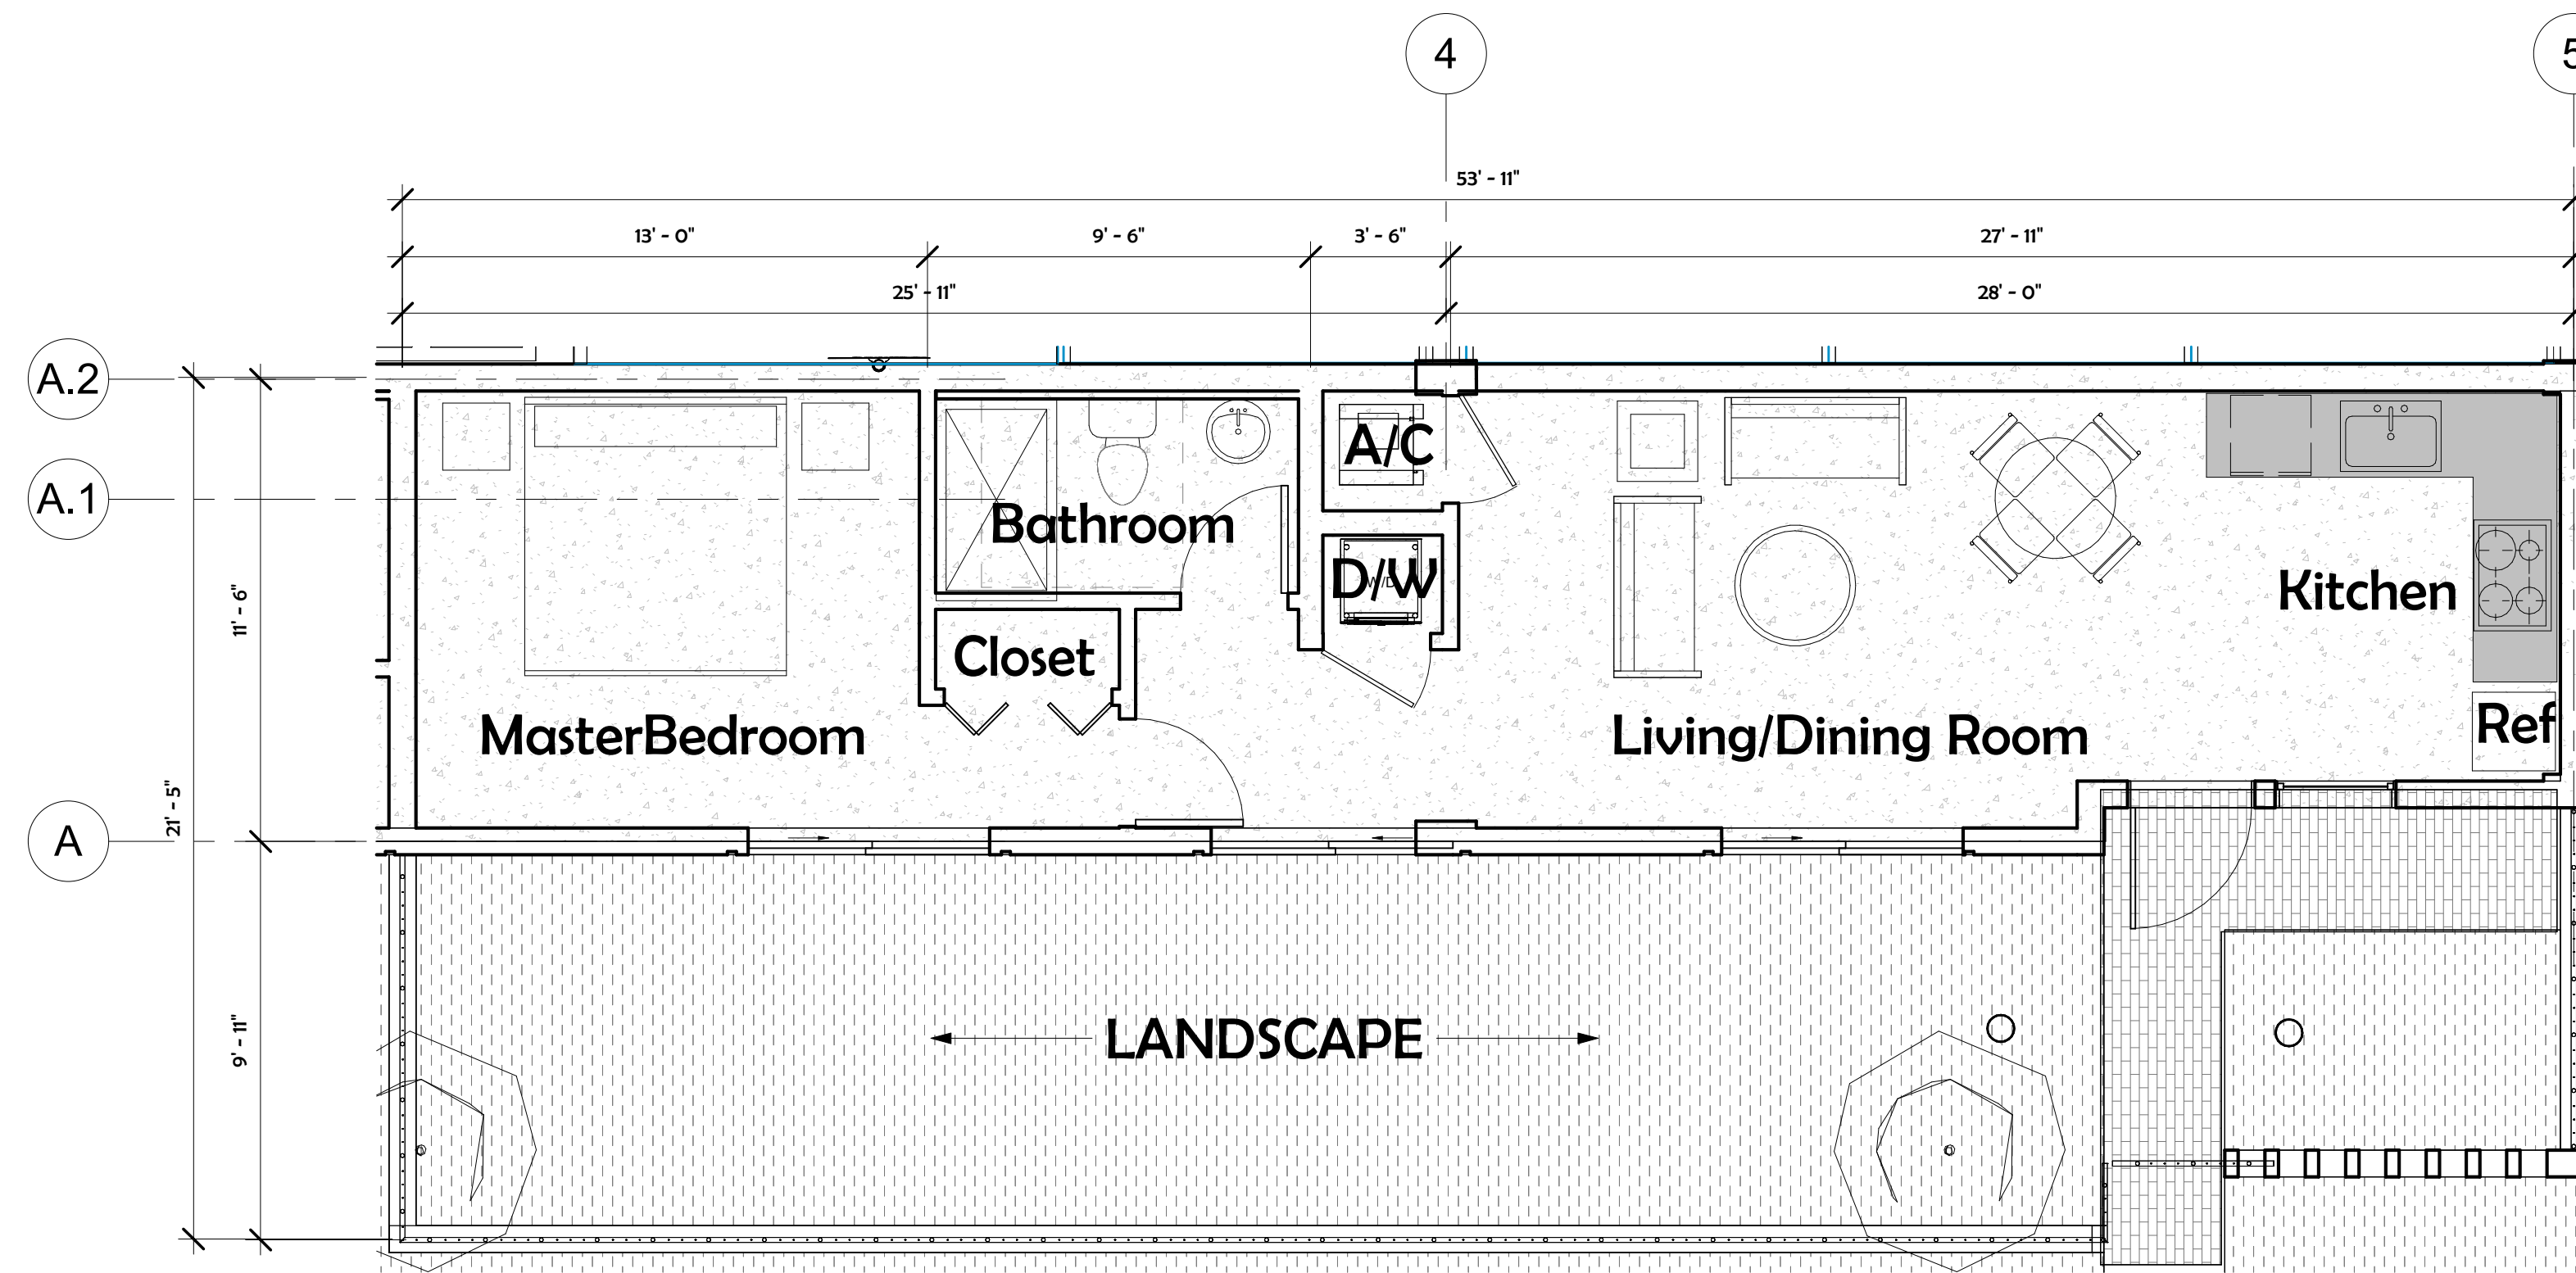 4
5
53' - 11"
13' - 0"
9' - 6"
3' - 6"
27' - 11"
25' - 11"
28' - 0"
A.2
A.1
A
11' - 6"
21' - 5"
9' - 11"
A/C
Bathroom
D/W
W/D
Kitchen
Closet
MasterBedroom
Living/Dining Room
Ref
LANDSCAPE